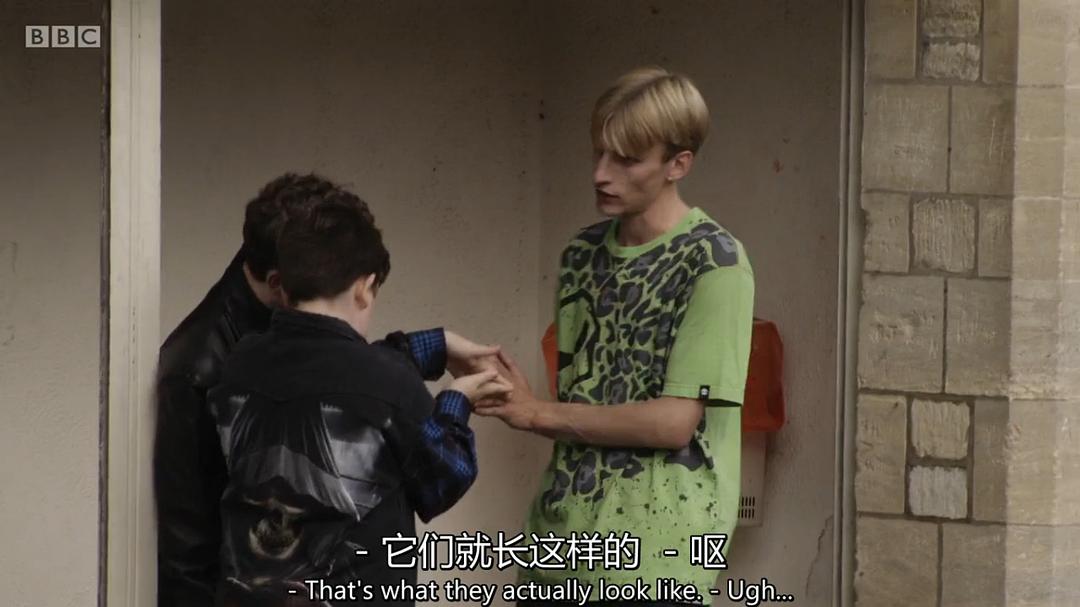 BBC
- 它们就长这样的 - 呕
- That's what they actually look like. - Ugh...